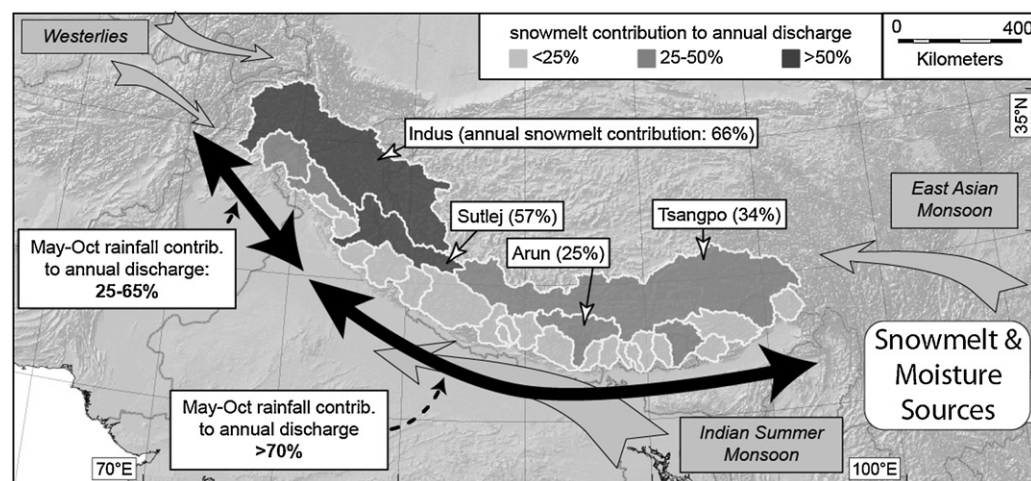 Westerlies
snowmelt contribution to annual discharge
<25%
25-50%
>50%
0
400
Kilometers
35°N
Indus (annual snowmelt contribution: 66%)
East Asian
Monsoon
Sutlej (57%)
Tsangpo (34%)
Arun (25%)
May-Oct rainfall contrib.
to annual discharge:
25-65%
Snowmelt &
Moisture
Sources
May-Oct rainfall contrib.
to annual discharge
>70%
Indian Summer
Monsoon
70°E
100°E